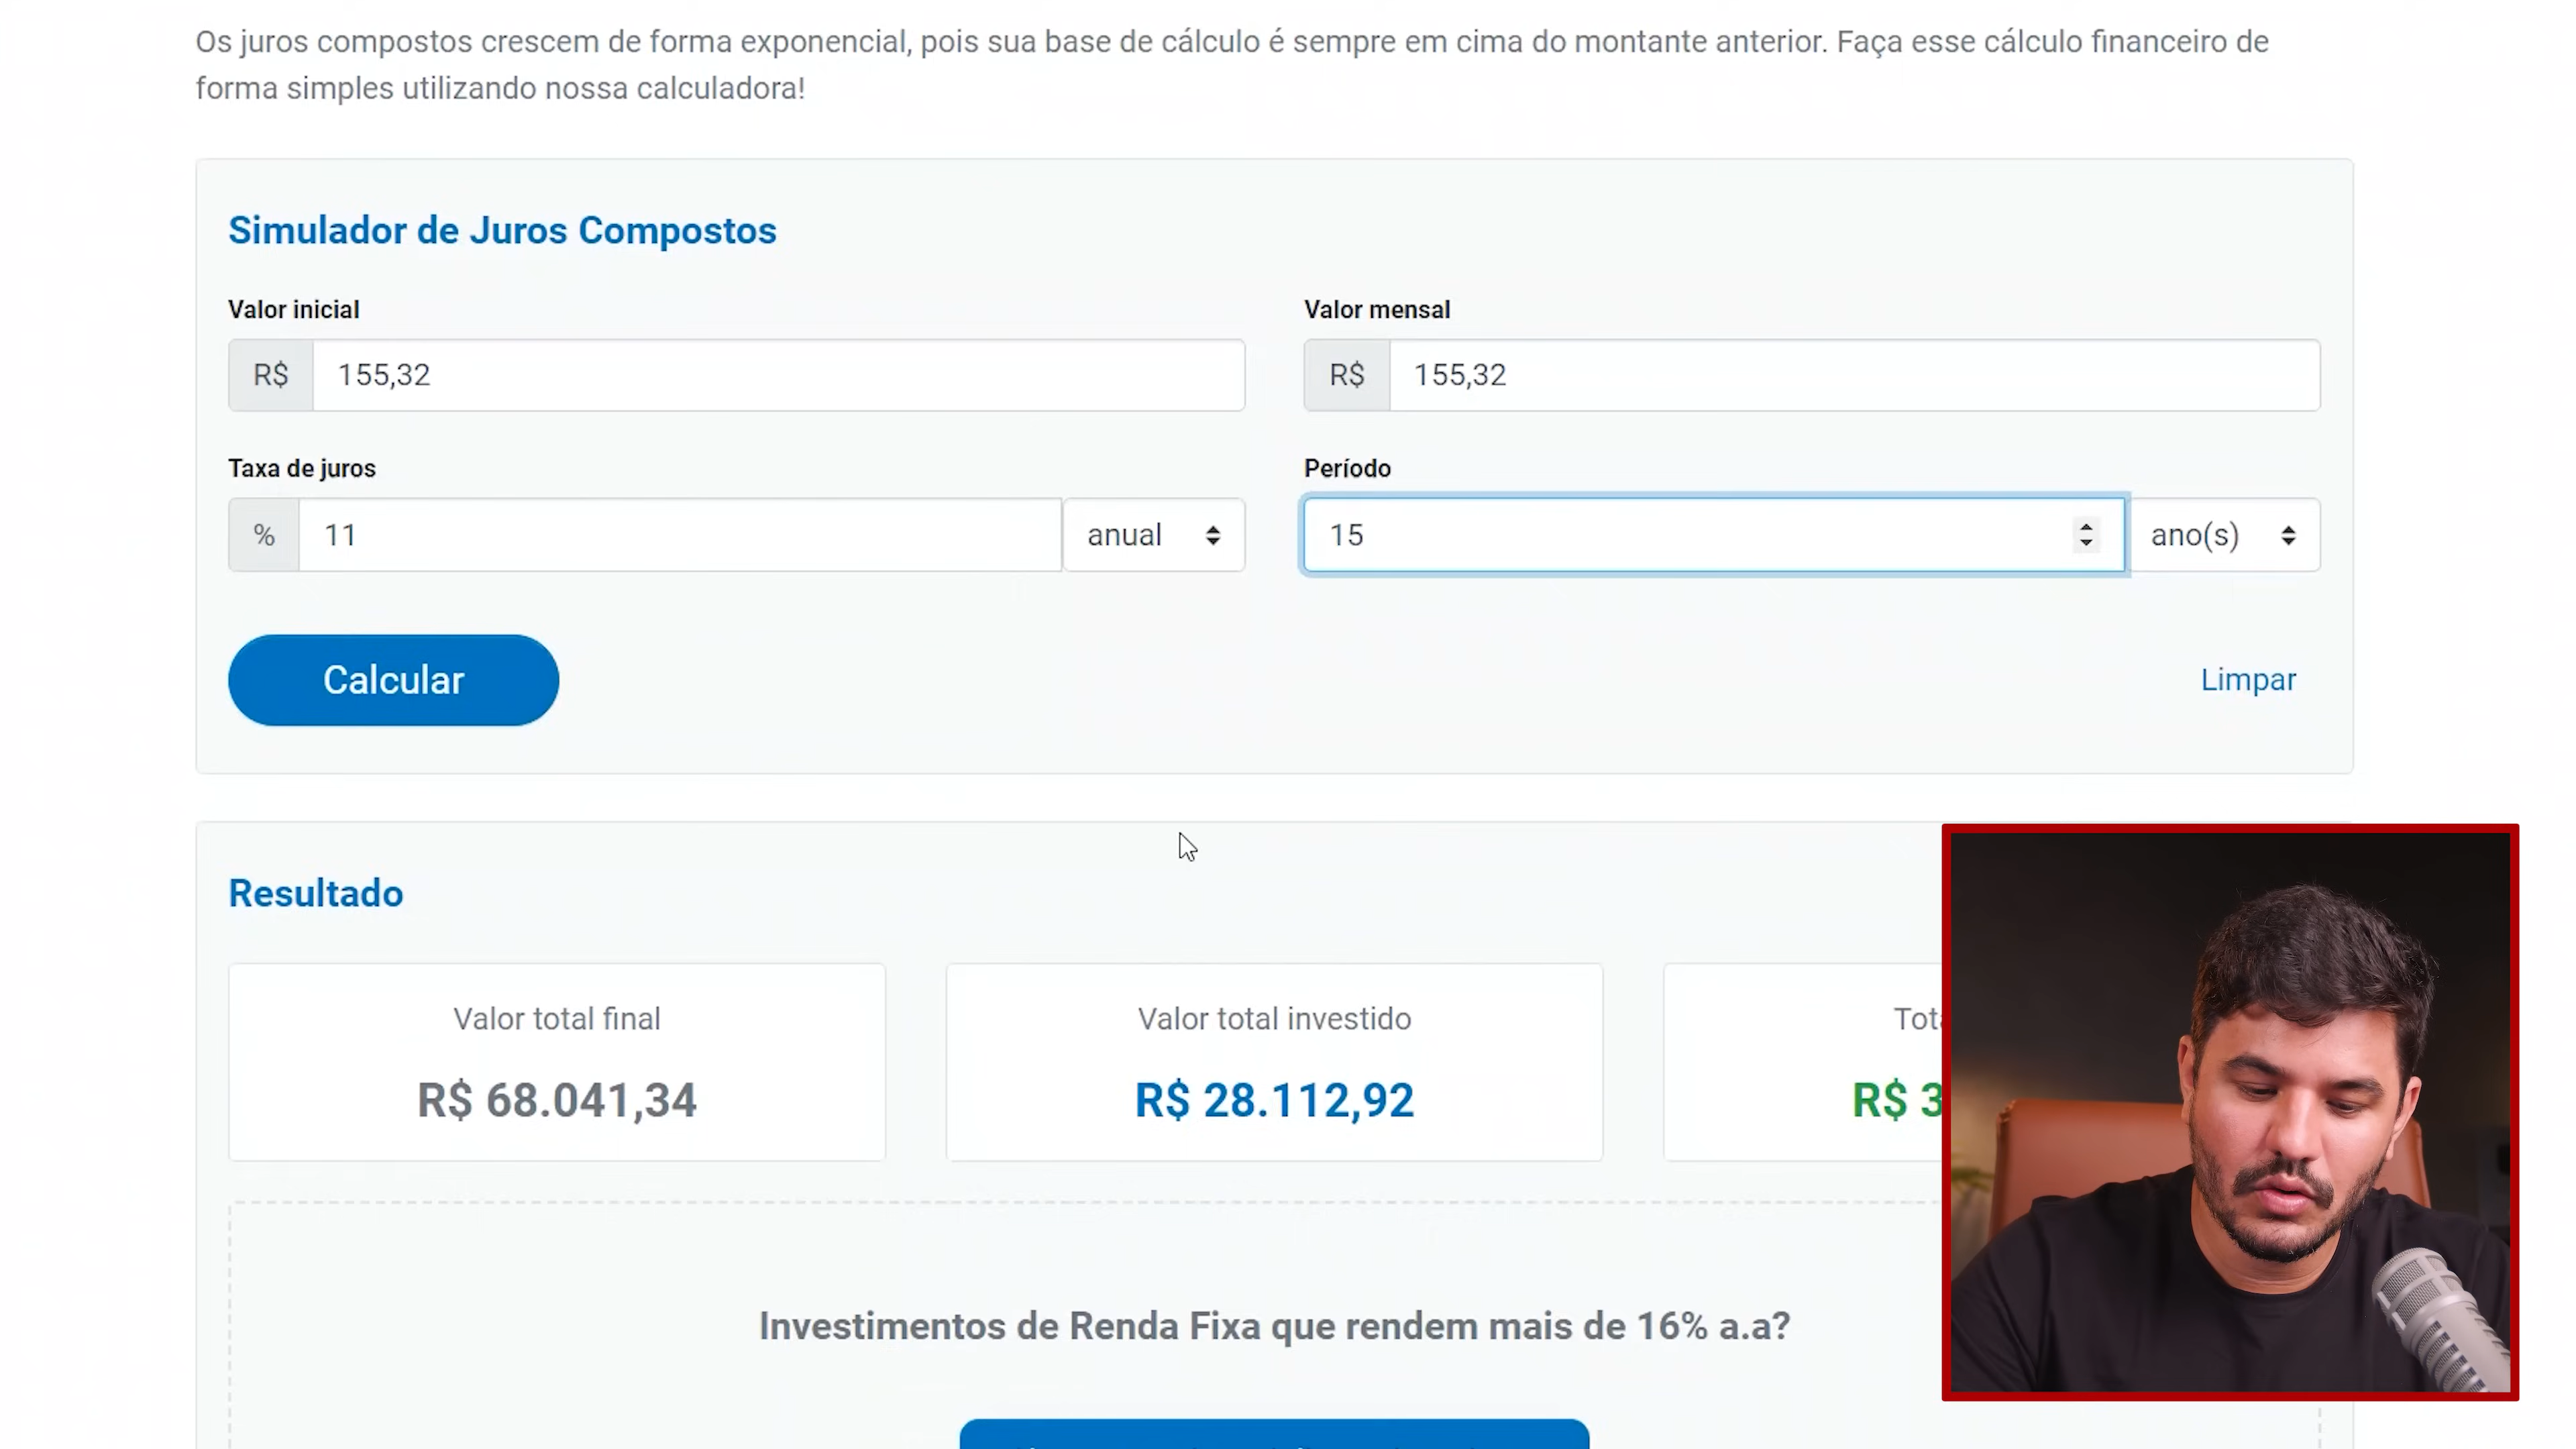 Os juros compostos crescem de forma exponencial, pois sua base de cálculo é sempre em cima do montante anterior. Faça esse cálculo financeiro de
forma simples utilizando nossa calculadora!
Simulador de Juros Compostos
Valor inicial
R$ 155,32
Valor mensal
R$ 155,32
Taxa de juros
% 11 anual
Período
15 ano(s)
Calcular
Limpar
Resultado
Valor total final
R$ 68.041,34
Valor total investido
R$ 28.112,92
R$ 3
Investimentos de Renda Fixa que rendem mais de 16% a.a?